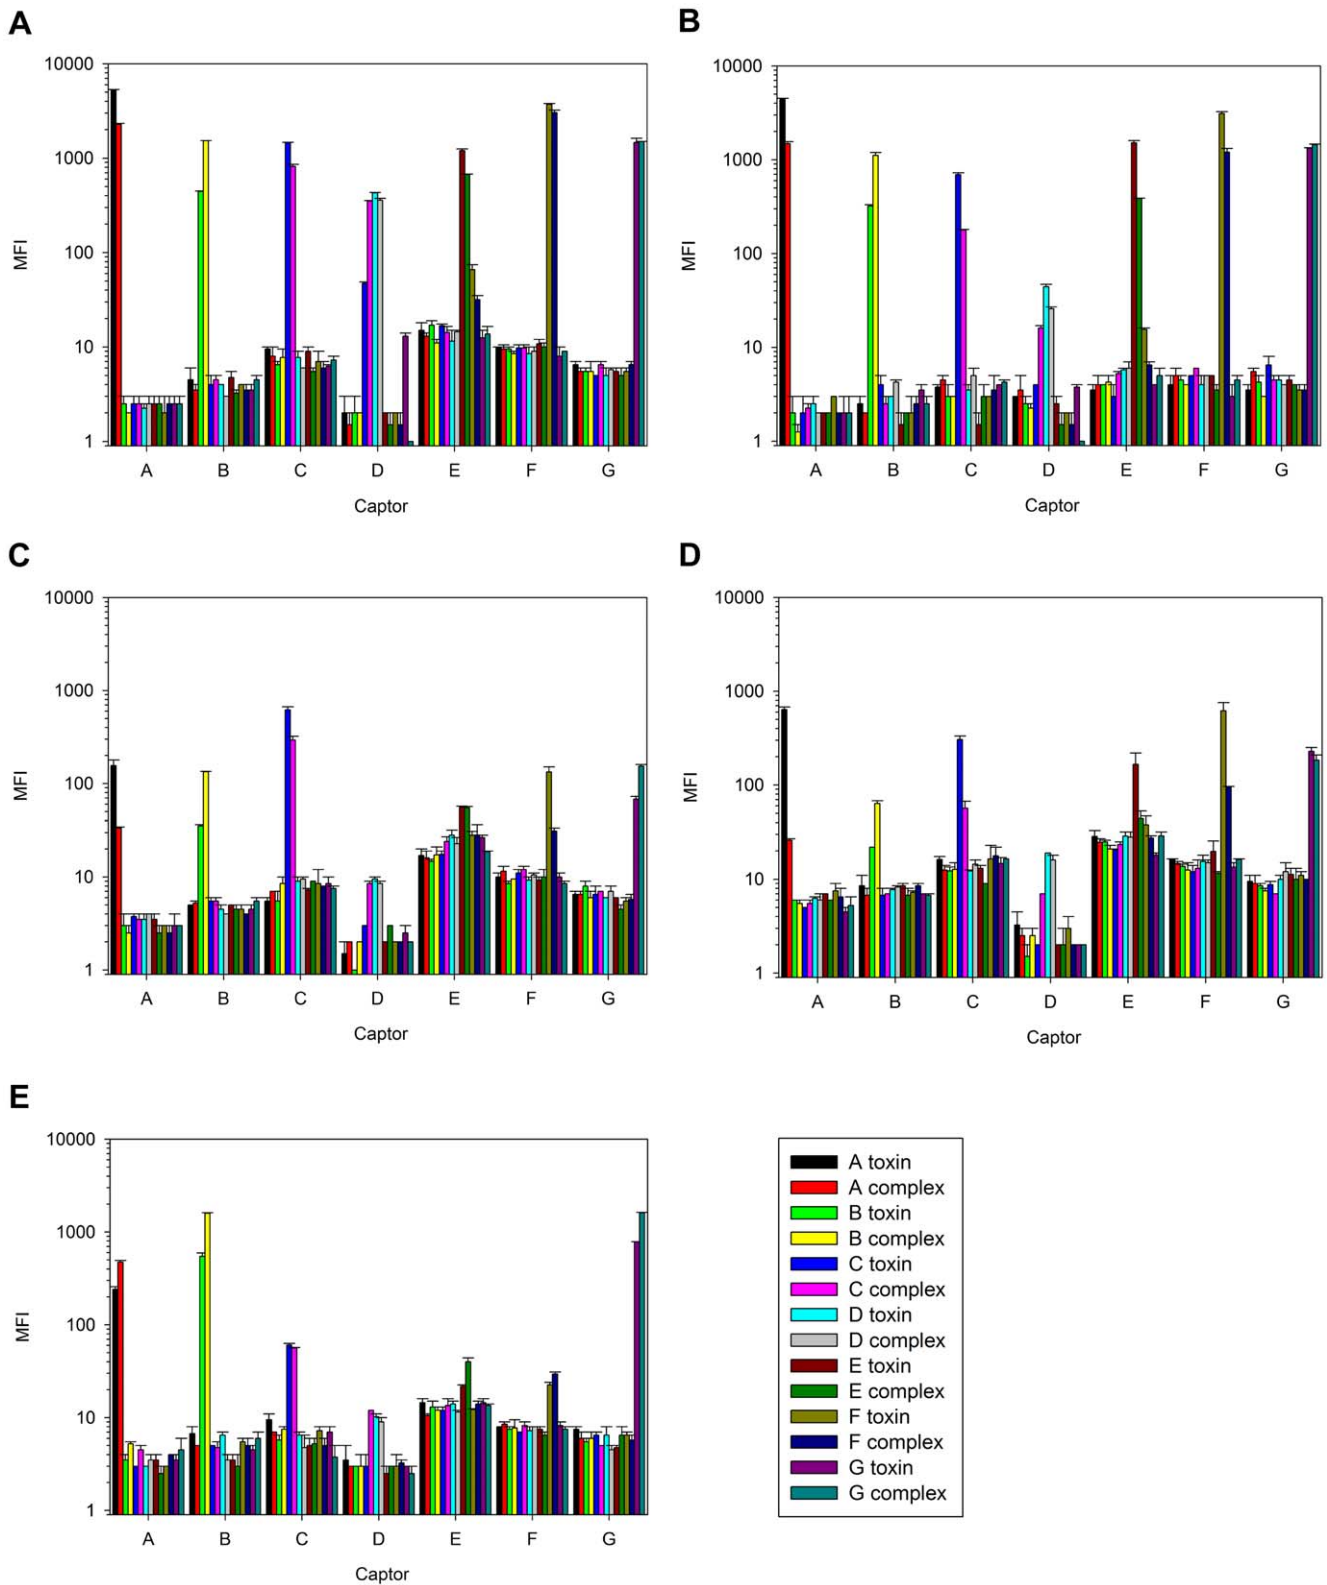 A
10000
1000
100
10
1
MFI
A B C D E F G
Captor
B
10000
1000
100
10
1
MFI
A B C D E F G
Captor
C
10000
1000
100
10
1
MFI
A B C D E F G
Captor
D
10000
1000
100
10
1
MFI
A B C D E F G
Captor
E
10000
1000
100
10
1
MFI
A B C D E F G
Captor
A toxin
A complex
B toxin
B complex
C toxin
C complex
D toxin
D complex
E toxin
E complex
F toxin
F complex
G toxin
G complex